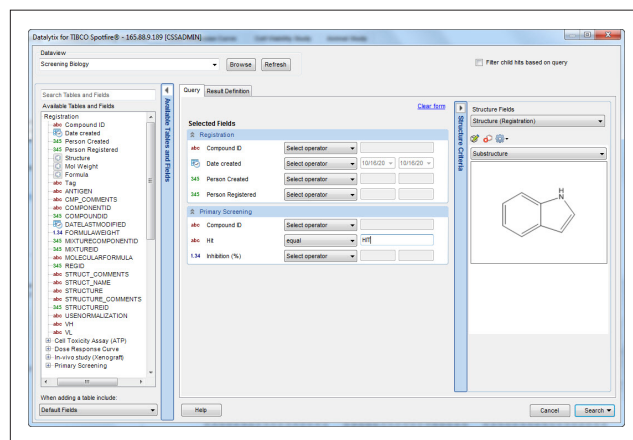 Datalytix for TIBCO Spotfire® - 165.88.9.189 [CSSADMIN]
Dataview
Screening Biology
Browse
Refresh
Filter child hits based on query
Search Tables and Fields
Available Tables and Fields
Registration
abc Compound ID
Date created
345 Person Created
345 Person Registered
Structure
Mol Weight
Formula
abc Tag
abc ANTIGEN
abc CMP_COMMENTS
abc COMPONENTID
345 COMPOUNDID
DATELASTMODIFIED
1.34 FORMULAWEIGHT
345 MIXTURECOMPONENTID
345 MIXTUREID
abc MOLECULARFORMULA
345 REGID
abc STRUCT_COMMENTS
abc STRUCT_NAME
abc STRUCTURE
abc STRUCTURE_COMMENTS
345 STRUCTUREID
abc USENORMALIZATION
abc VH
abc VL
Cell Toxicity Assay (ATP)
Dose Response Curve
In-vivo study (Xenograft)
Primary Screening
When adding a table include:
Default Fields
Available Tables and Fields
Query
Result Definition
Clear form
Selected Fields
Registration
abc Compound ID Select operator
Date created Select operator 10/16/20 10/16/20
345 Person Created Select operator
345 Person Registered Select operator
Primary Screening
abc Compound ID Select operator
abc Hit equal HIT
1.34 Inhibition (%) Select operator
Structure Criteria
Structure Fields
Structure (Registration)
Substructure
H
N
Help
Cancel
Search